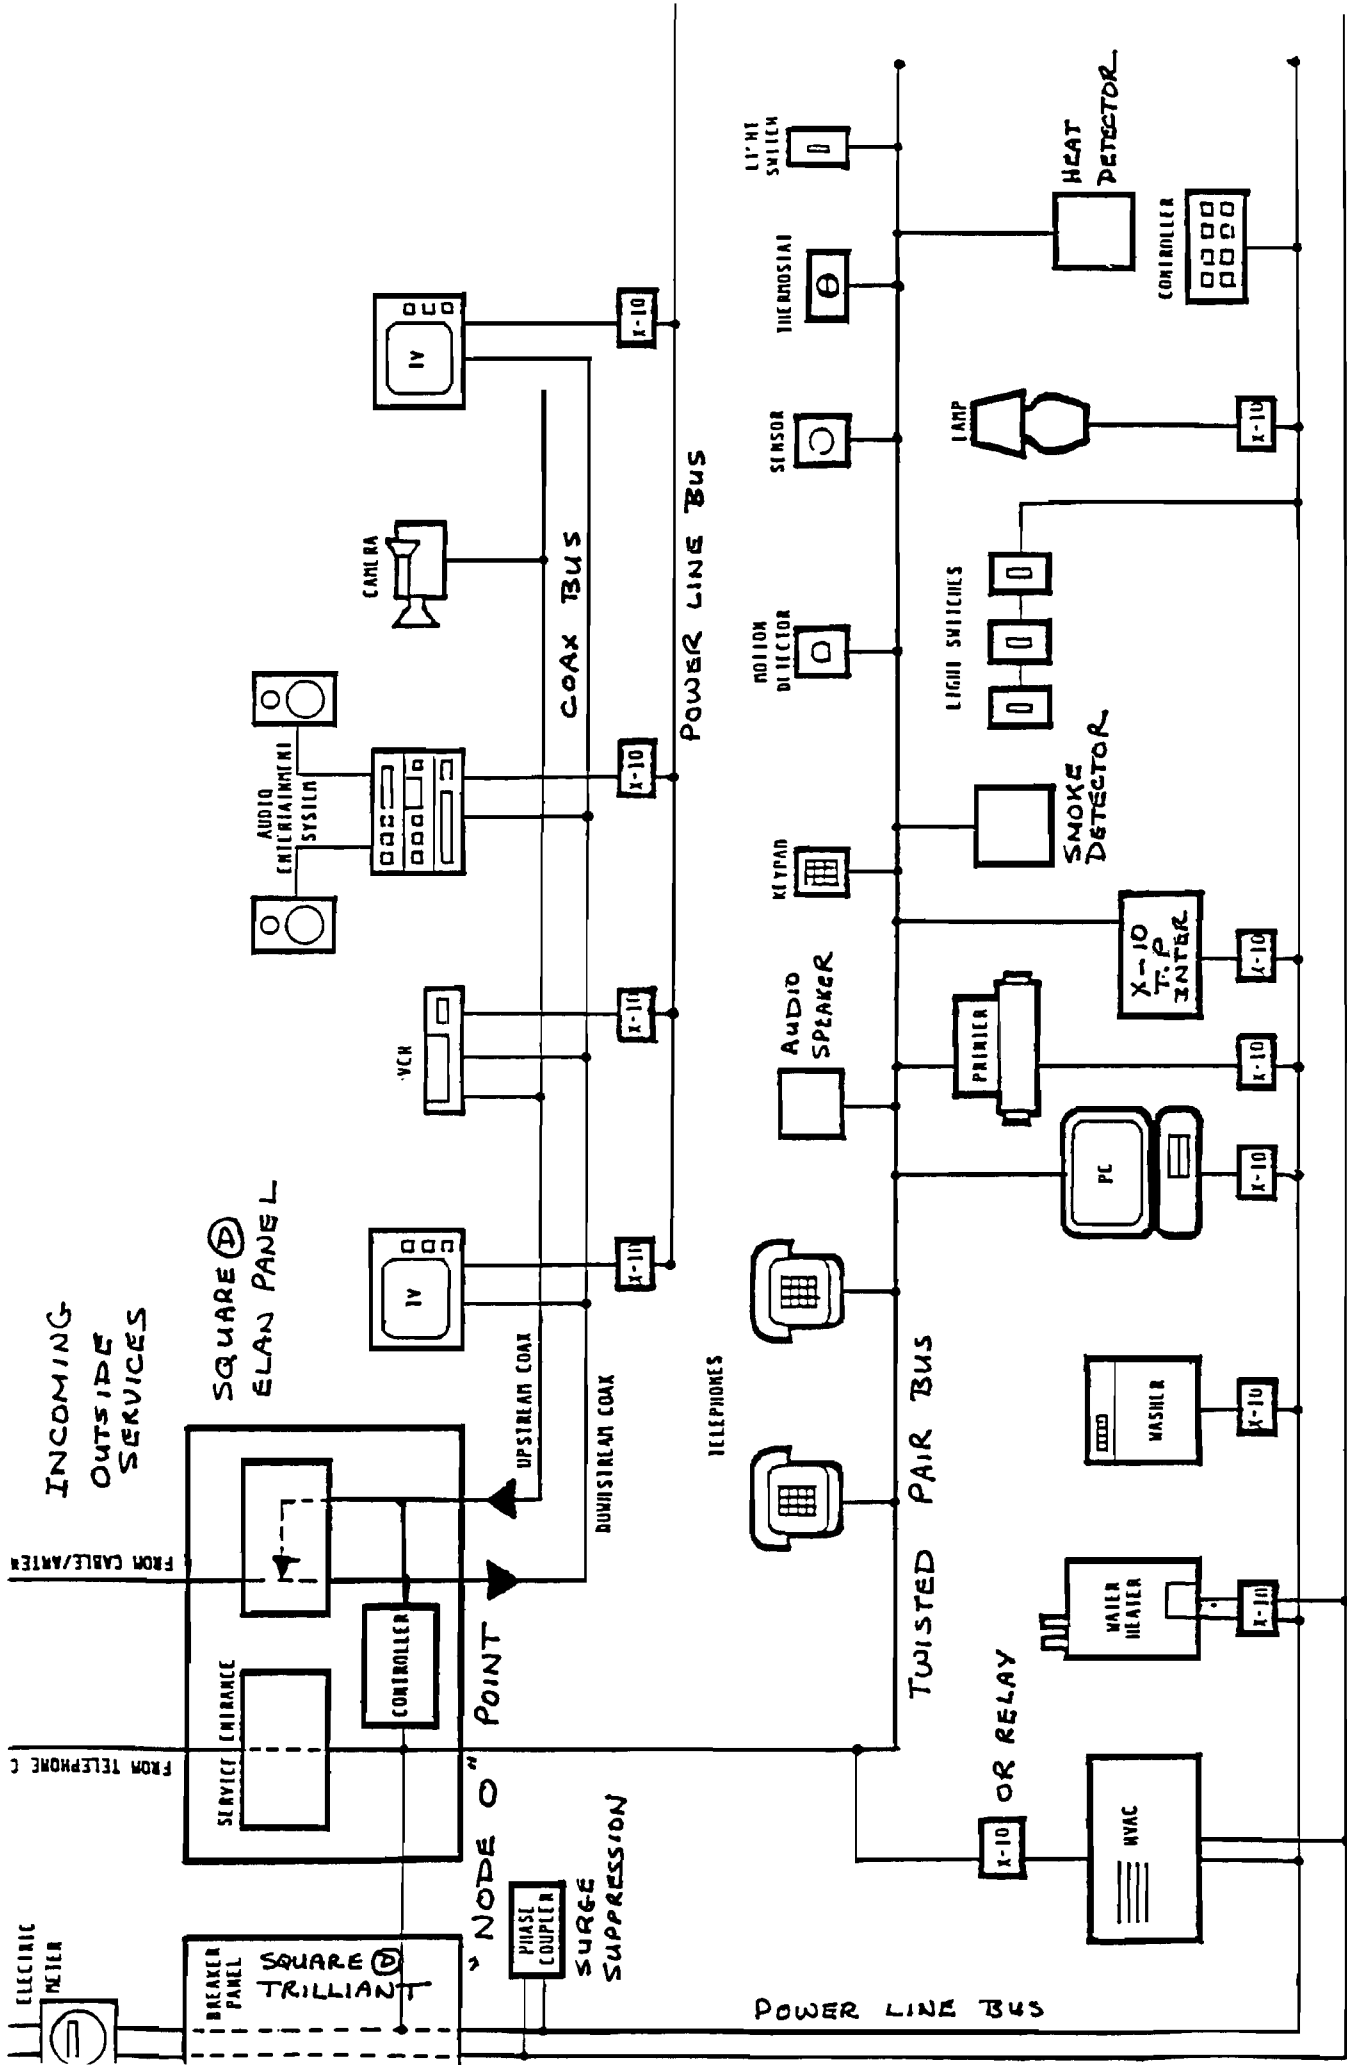 ELECTRIC
METER
BREAKER
PANEL
SQUARE D
TRILLIANT
PHASE
COUPLER
SURGE
SUPPRESSION
POWER LINE BUS
FROM TELEPHONE C
FROM CABLE/ANTEN
INCOMING
OUTSIDE
SERVICES
SQUARE D
ELAN PANEL
SERVICE ENTRANCE
CONTROLLER
"NODE O" POINT
UPSTREAM COAX
DOWNSTREAM COAX
TV
X-10
VCR
X-10
AUDIO
ENTERTAINMENT
SYSTEM
X-10
CAMERA
COAX BUS
POWER LINE BUS
TV
X-10
TELEPHONES
TWISTED PAIR BUS
AUDIO
SPEAKER
KEYPAD
MOTION
DETECTOR
SENSOR
THERMOSTAT
LIGHT
SWITCH
X-10
OR RELAY
HVAC
WATER
HEATER
X-10
WASHER
X-10
PC
X-10
PRINTER
X-10
X-10
T.P
INTER
X-10
SMOKE
DETECTOR
LIGHT SWITCHES
LAMP
X-10
HEAT
DETECTOR
CONTROLLER